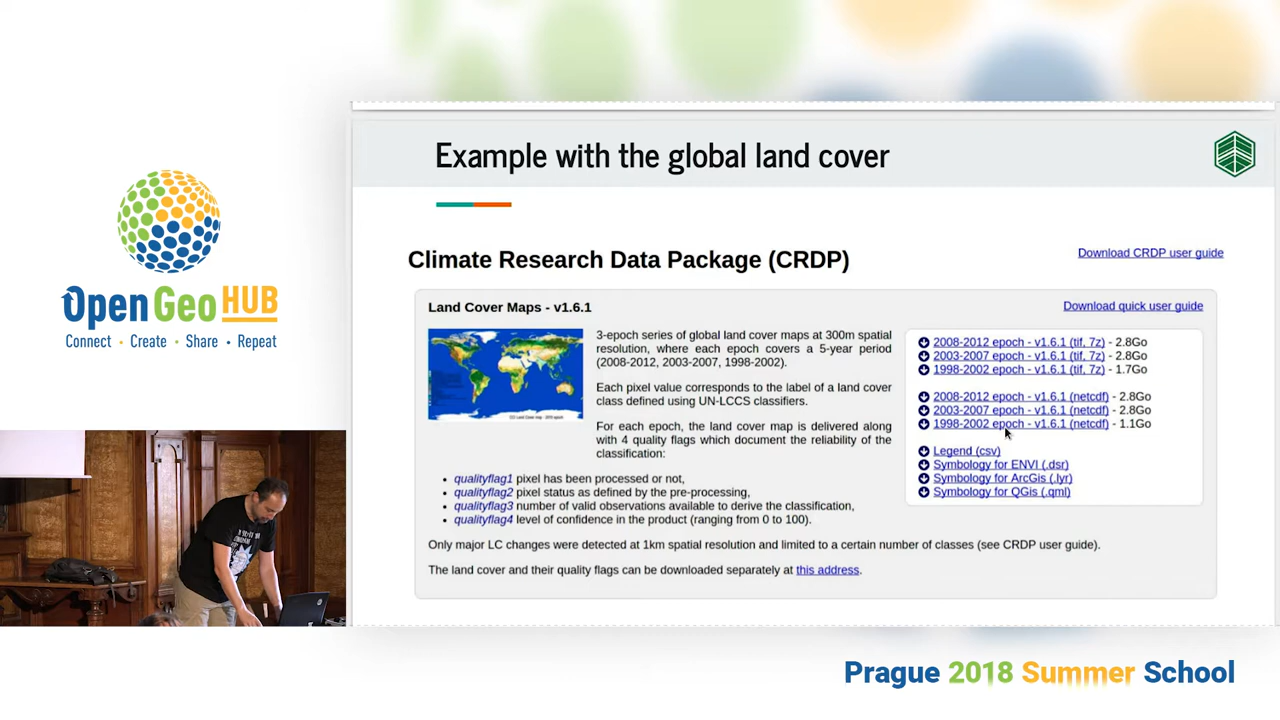 Example with the global land cover
Climate Research Data Package (CRDP)
Download CRDP user guide
Land Cover Maps - v1.6.1
Download quick user guide
3-epoch series of global land cover maps at 300m spatial
resolution, where each epoch covers a 5-year period
(2008-2012, 2003-2007, 1998-2002).
Each pixel value corresponds to the label of a land cover
class defined using UN-LCCS classifiers.
For each epoch, the land cover map is delivered along
with 4 quality flags which document the reliability of the
classification:
qualityflag1 pixel has been processed or not,
qualityflag2 pixel status as defined by the pre-processing,
qualityflag3 number of valid observations available to derive the classification,
qualityflag4 level of confidence in the product (ranging from 0 to 100).
2008-2012 epoch - v1.6.1 (tif, 7z) - 2.8Go
2003-2007 epoch - v1.6.1 (tif, 7z) - 2.8Go
1998-2002 epoch - v1.6.1 (tif, 7z) - 1.7Go
2008-2012 epoch - v1.6.1 (netcdf) - 2.8Go
2003-2007 epoch - v1.6.1 (netcdf) - 2.8Go
1998-2002 epoch - v1.6.1 (netcdf) - 1.1Go
Legend (csv)
Symbology for ENVI (.dsr)
Symbology for ArcGis (.lyr)
Symbology for QGis (.qml)
Only major LC changes were detected at 1km spatial resolution and limited to a certain number of classes (see CRDP user guide).
The land cover and their quality flags can be downloaded separately at this address.
Open Geo HUB
Connect • Create • Share • Repeat
Prague 2018 Summer School